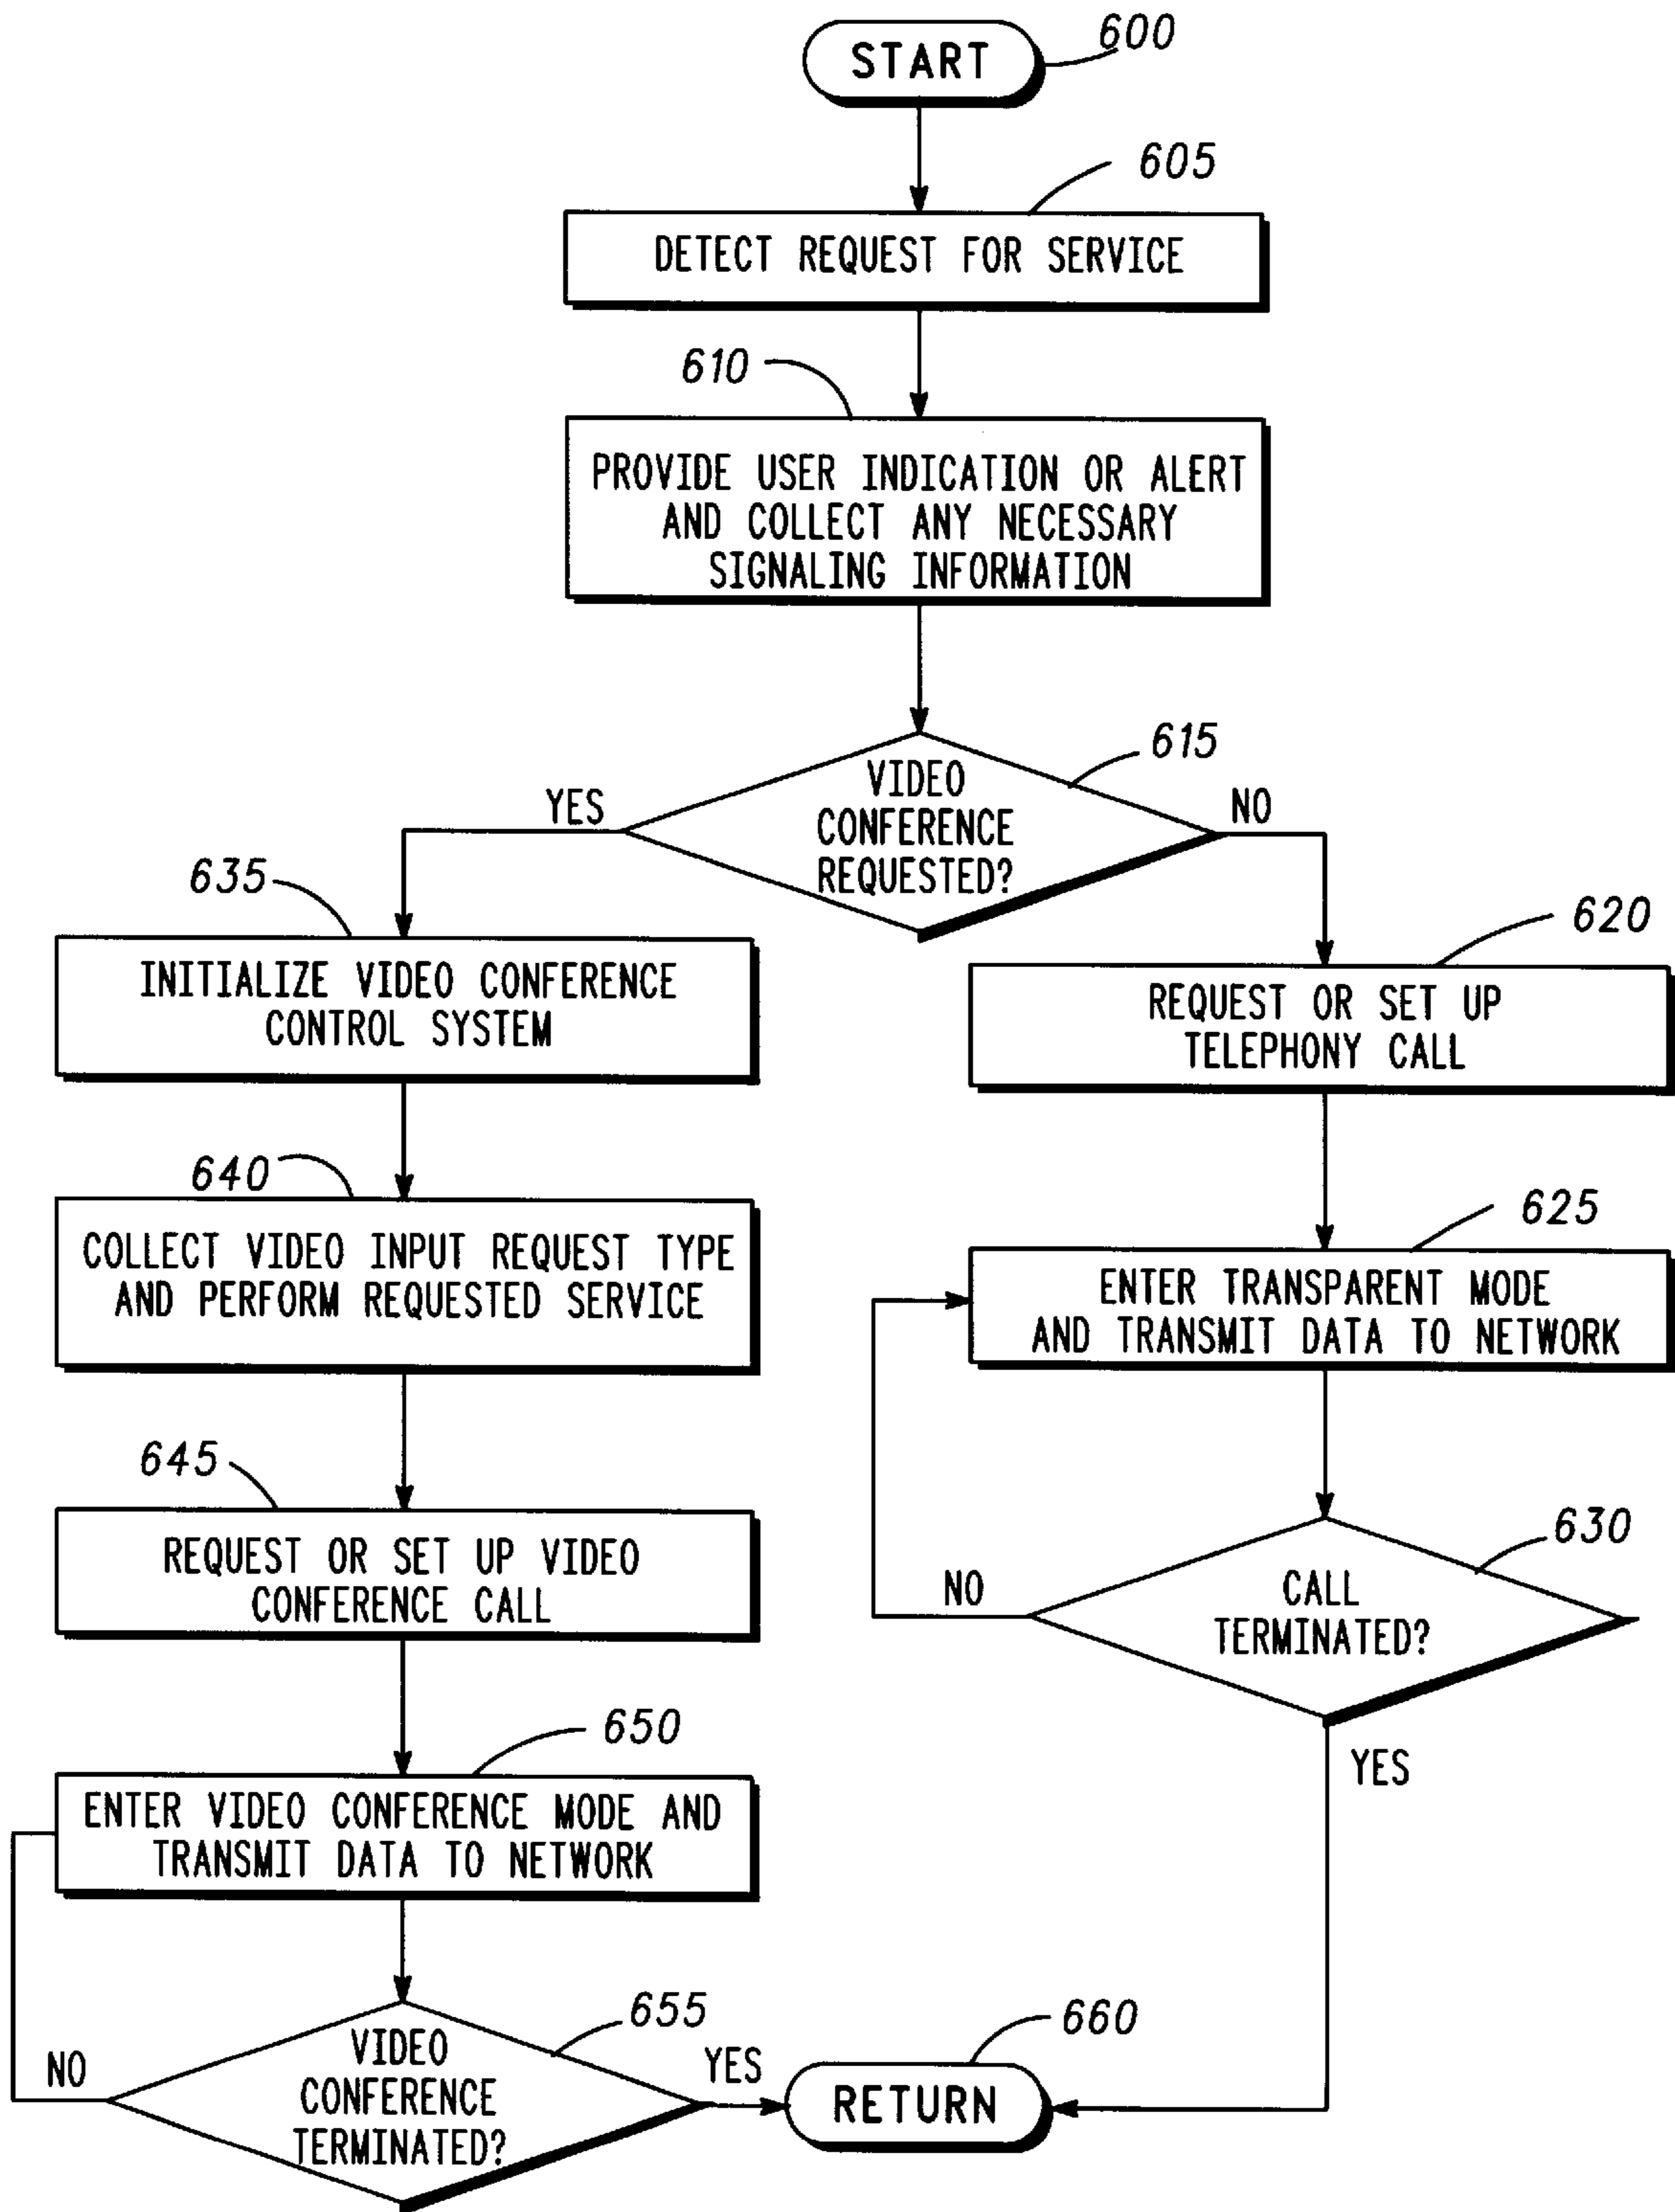 START
600
605
DETECT REQUEST FOR SERVICE
610
PROVIDE USER INDICATION OR ALERT
AND COLLECT ANY NECESSARY
SIGNALING INFORMATION
615
VIDEO
CONFERENCE
REQUESTED?
YES
NO
635
INITIALIZE VIDEO CONFERENCE
CONTROL SYSTEM
620
REQUEST OR SET UP
TELEPHONY CALL
640
COLLECT VIDEO INPUT REQUEST TYPE
AND PERFORM REQUESTED SERVICE
625
ENTER TRANSPARENT MODE
AND TRANSMIT DATA TO NETWORK
645
REQUEST OR SET UP VIDEO
CONFERENCE CALL
630
CALL
TERMINATED?
NO
YES
650
ENTER VIDEO CONFERENCE MODE AND
TRANSMIT DATA TO NETWORK
655
VIDEO
CONFERENCE
TERMINATED?
NO
YES
660
RETURN